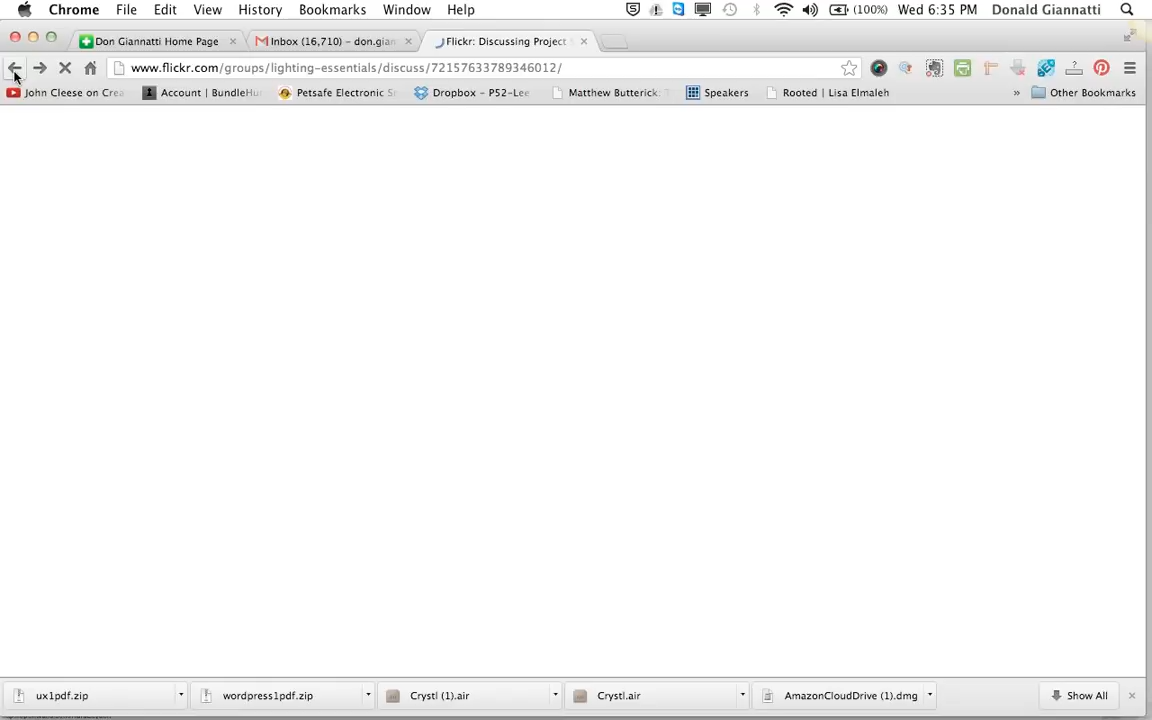 Chrome File Edit View History Bookmarks Window Help (100%) Wed 6:35 PM Donald Giannatti
Don Giannatti Home Page Inbox (16,710) – don.gian Flickr: Discussing Project
www.flickr.com/groups/lighting-essentials/discuss/72157633789346012/
John Cleese on Crea Account | BundleHun Petsafe Electronic S Dropbox – P52-Lee Matthew Butterick: Speakers Rooted | Lisa Elmaleh » Other Bookmarks
ux1pdf.zip wordpress1pdf.zip Crystl (1).air Crystl.air AmazonCloudDrive (1).dmg Show All